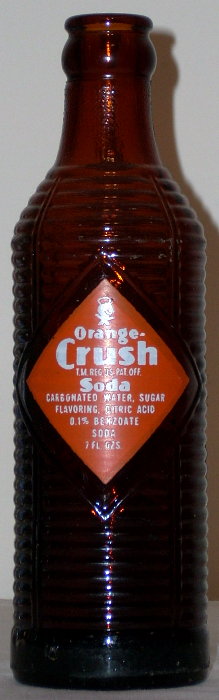 Orange-
Crush
T.M. REG. US. PAT. OFF.
Soda
CARBONATED WATER, SUGAR
FLAVORING, CITRIC ACID
0.1% BENZOATE
SODA
7 FL. OZS.